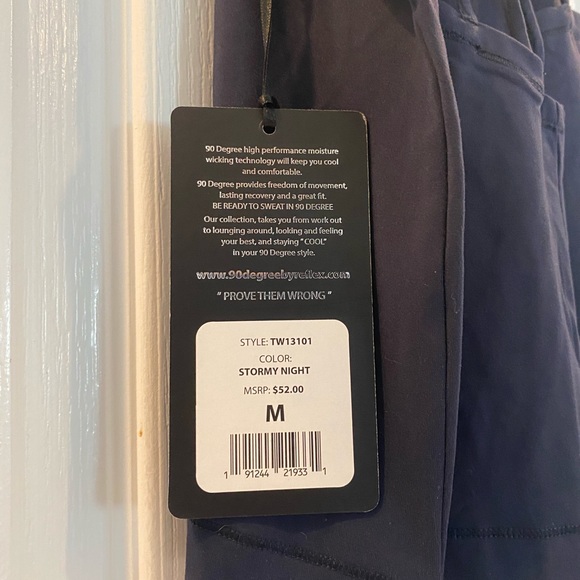 90 Degree high performance moisture
wicking technology will keep you cool
and comfortable.
90 Degree provides freedom of movement,
lasting recovery and a great fit.
BE READY TO SWEAT IN 90 DEGREE
Our collection, takes you from work out
to lounging around, looking and feeling
your best, and staying "COOL"
in your 90 Degree style.
www.90degreebyreflex.com
" PROVE THEM WRONG "
STYLE: TW13101
COLOR:
STORMY NIGHT
MSRP: $52.00
M
1 91244 21933 1